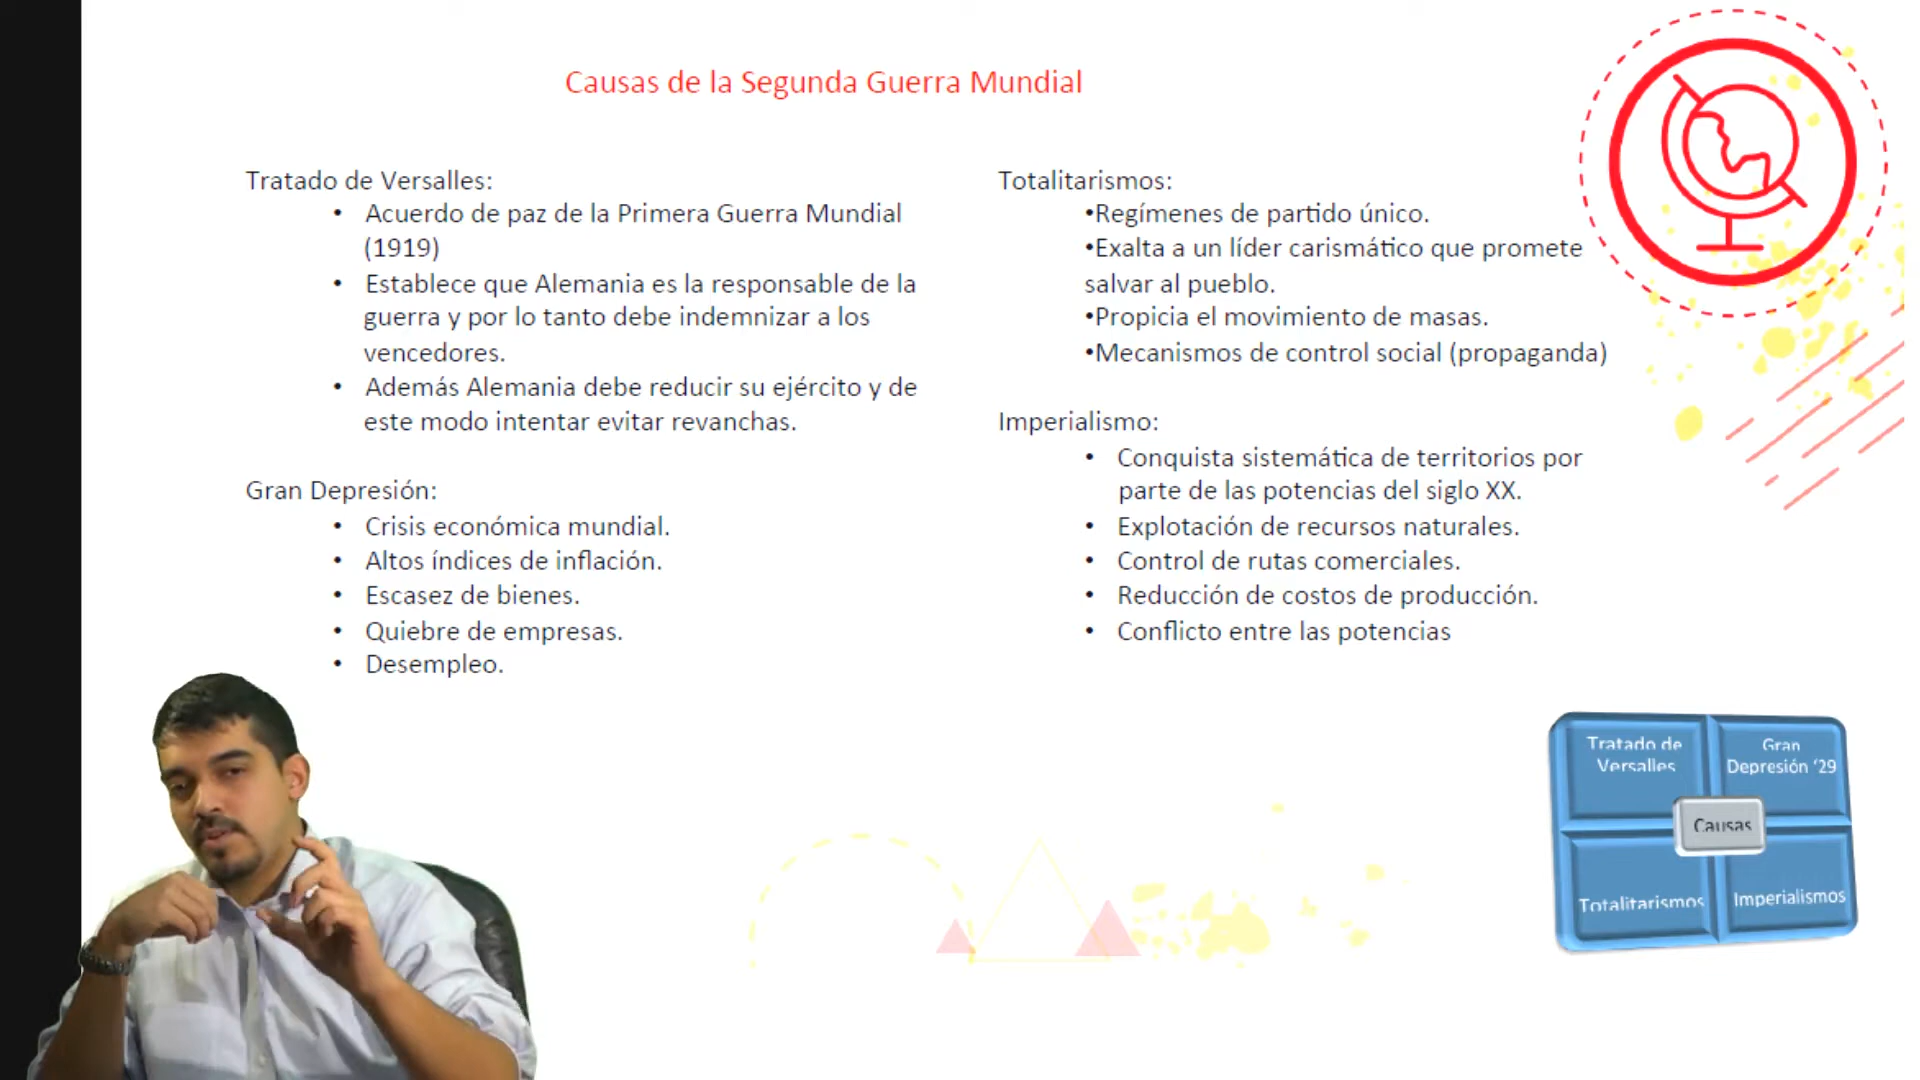 Causas de la Segunda Guerra Mundial
Tratado de Versalles:
• Acuerdo de paz de la Primera Guerra Mundial
(1919)
• Establece que Alemania es la responsable de la
guerra y por lo tanto debe indemnizar a los
vencedores.
• Además Alemania debe reducir su ejército y de
este modo intentar evitar revanchas.
Gran Depresión:
• Crisis económica mundial.
• Altos índices de inflación.
• Escasez de bienes.
• Quiebre de empresas.
• Desempleo.
Totalitarismos:
•Regímenes de partido único.
•Exalta a un líder carismático que promete
salvar al pueblo.
•Propicia el movimiento de masas.
•Mecanismos de control social (propaganda)
Imperialismo:
• Conquista sistemática de territorios por
parte de las potencias del siglo XX.
• Explotación de recursos naturales.
• Control de rutas comerciales.
• Reducción de costos de producción.
• Conflicto entre las potencias
Tratado de
Versalles
Gran
Depresión ‘29
Causas
Totalitarismos
Imperialismos